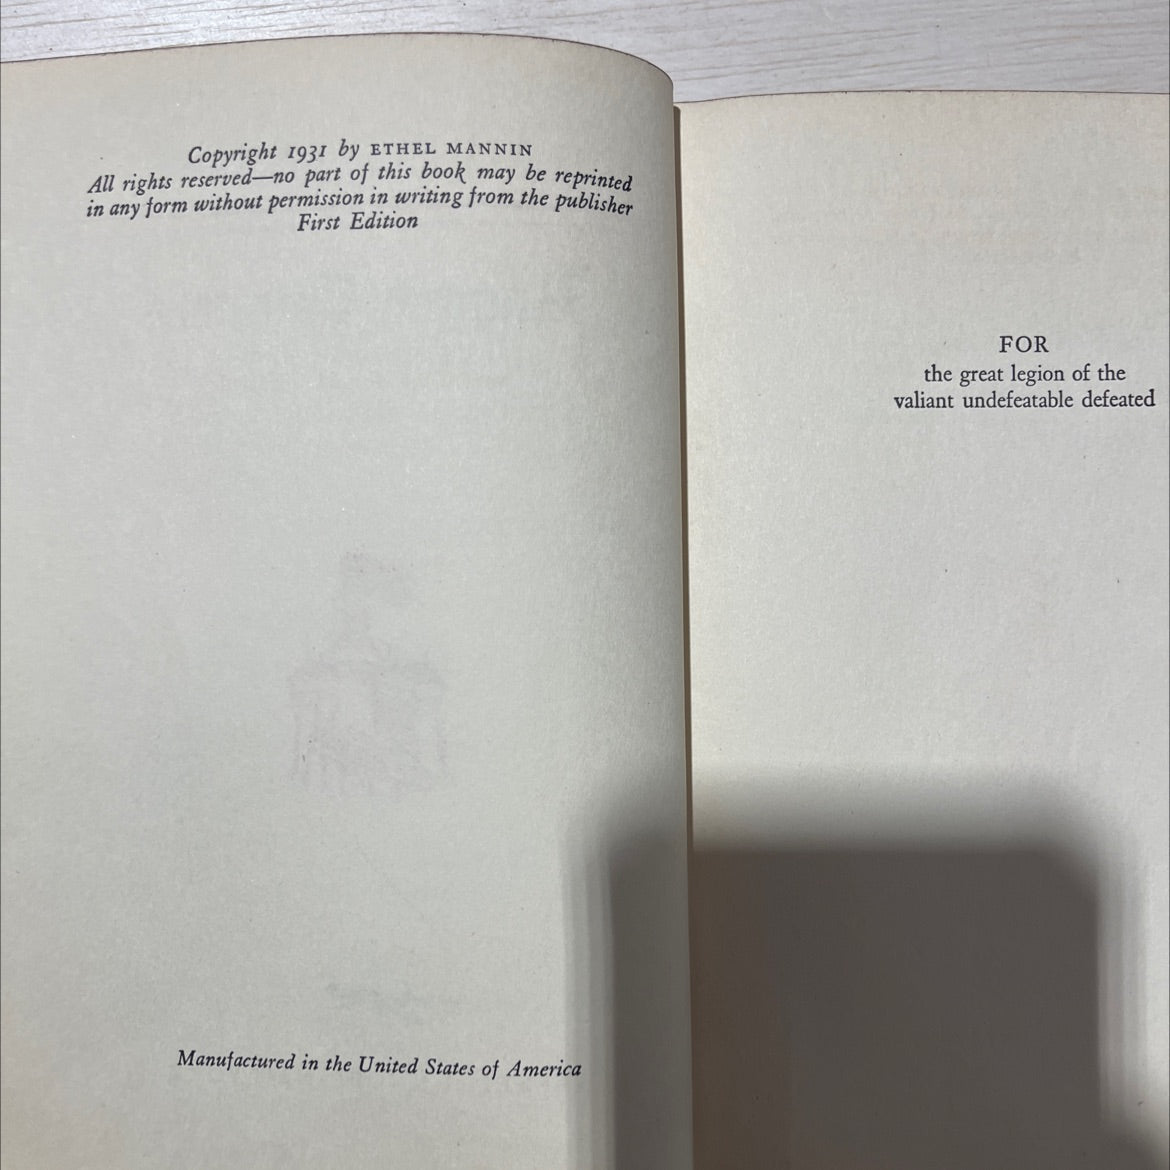 Copyright 1931 by ETHEL MANNIN
All rights reserved—no part of this book may be reprinted
in any form without permission in writing from the publisher
First Edition
Manufactured in the United States of America
FOR
the great legion of the
valiant undefeatable defeated